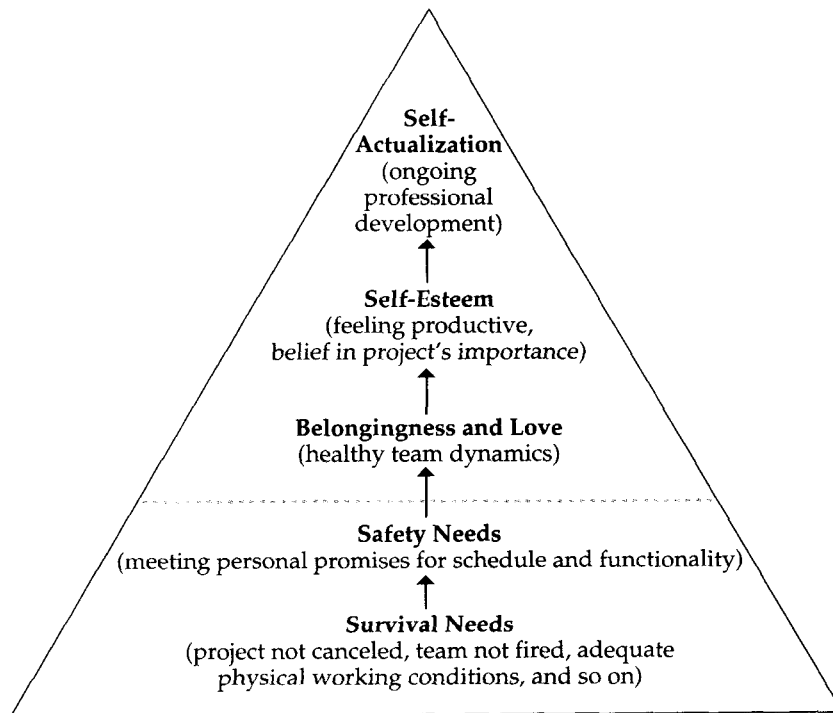 Self-
Actualization
(ongoing
professional
development)
Self-Esteem
(feeling productive,
belief in project's importance)
Belongingness and Love
(healthy team dynamics)
Safety Needs
(meeting personal promises for schedule and functionality)
Survival Needs
(project not canceled, team not fired, adequate
physical working conditions, and so on)